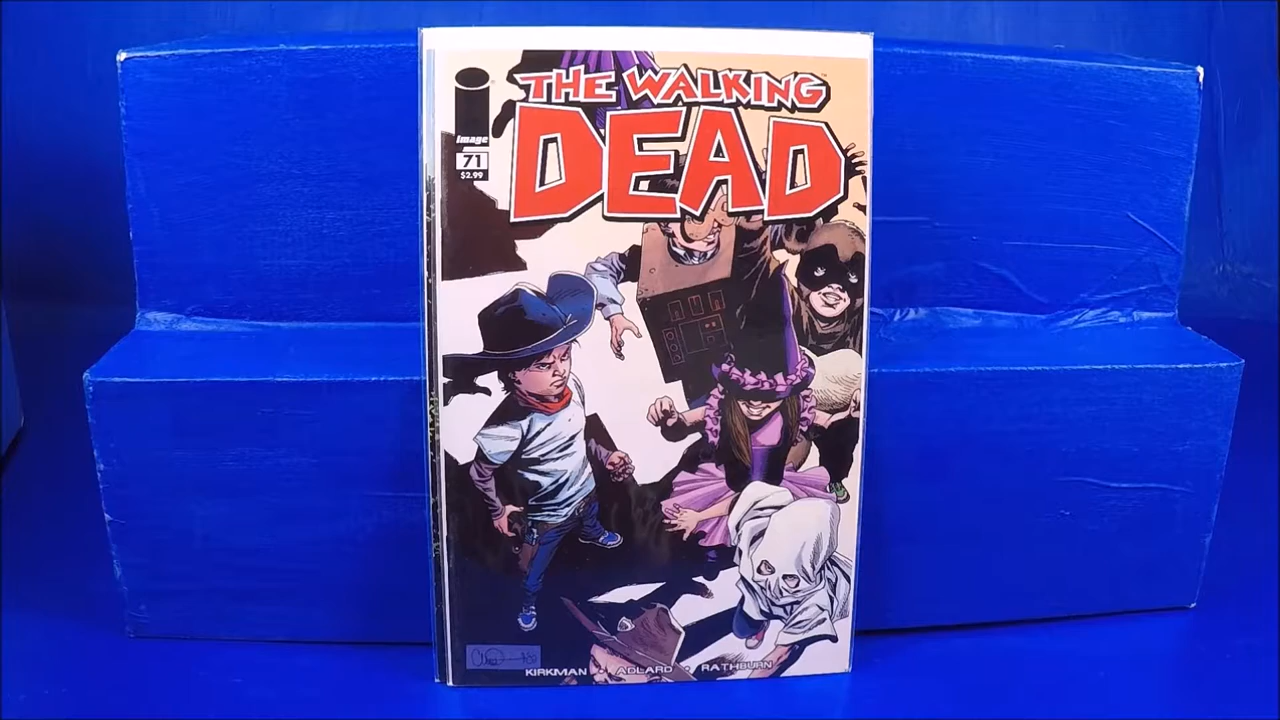 THE WALKING
DEAD
Image
71
$2.99
KIRKMAN • ADLARD • RATHBURN